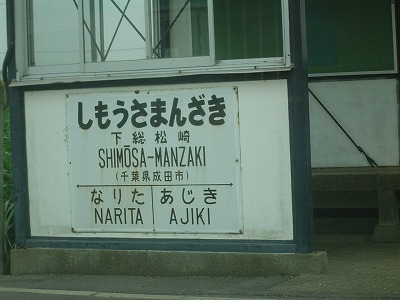 しもうさまんざき
下総松崎
SHIMŌSA-MANZAKI
(千葉県成田市)
なりた あじき
NARITA AJIKI